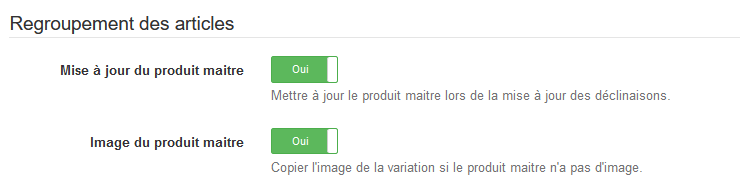 Regroupement des articles
Mise à jour du produit maitre Oui
Mettre à jour le produit maitre lors de la mise à jour des déclinaisons.
Image du produit maitre Oui
Copier l'image de la variation si le produit maitre n'a pas d'image.